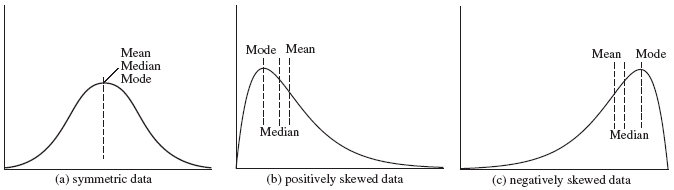 Mean
Median
Mode
(a) symmetric data
Mode Mean
Median
(b) positively skewed data
Mean Mode
Median
(c) negatively skewed data